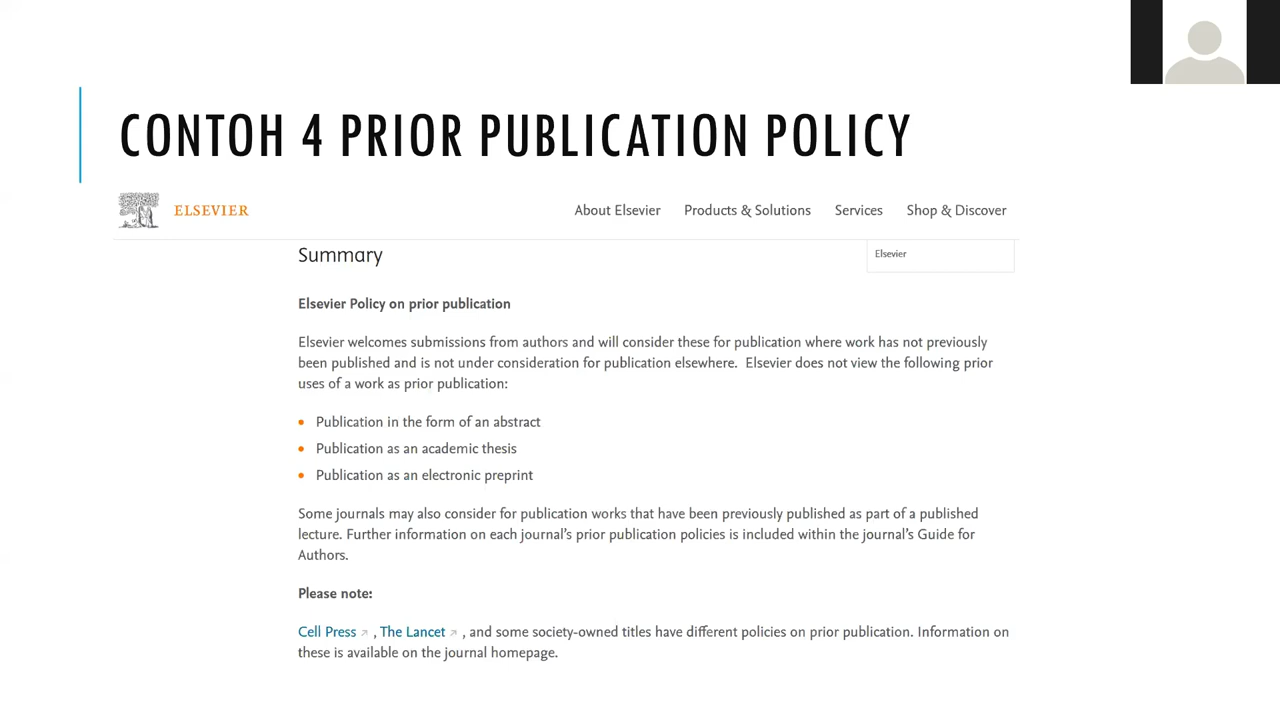 CONTOH 4 PRIOR PUBLICATION POLICY
ELSEVIER
About Elsevier Products & Solutions Services Shop & Discover
Summary
Elsevier
Elsevier Policy on prior publication
Elsevier welcomes submissions from authors and will consider these for publication where work has not previously
been published and is not under consideration for publication elsewhere. Elsevier does not view the following prior
uses of a work as prior publication:
• Publication in the form of an abstract
• Publication as an academic thesis
• Publication as an electronic preprint
Some journals may also consider for publication works that have been previously published as part of a published
lecture. Further information on each journal's prior publication policies is included within the journal's Guide for
Authors.
Please note:
Cell Press ↗ , The Lancet ↗ , and some society-owned titles have different policies on prior publication. Information on
these is available on the journal homepage.